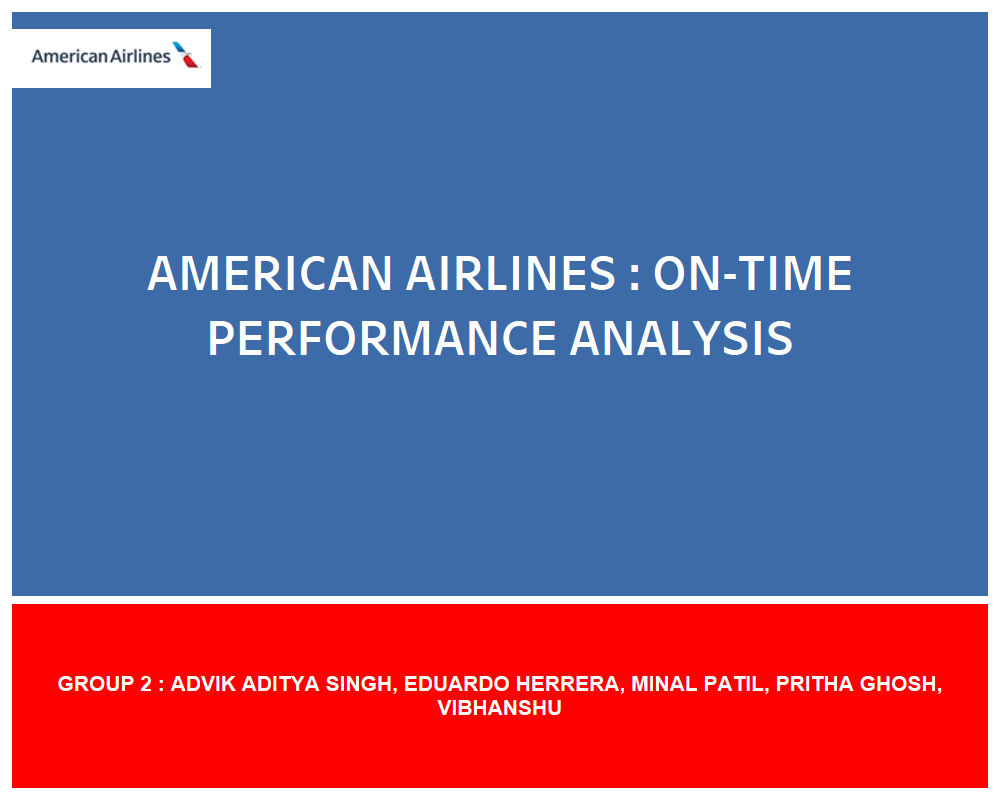 American Airlines
AMERICAN AIRLINES : ON-TIME
PERFORMANCE ANALYSIS
GROUP 2 : ADVIK ADITYA SINGH, EDUARDO HERRERA, MINAL PATIL, PRITHA GHOSH,
VIBHANSHU